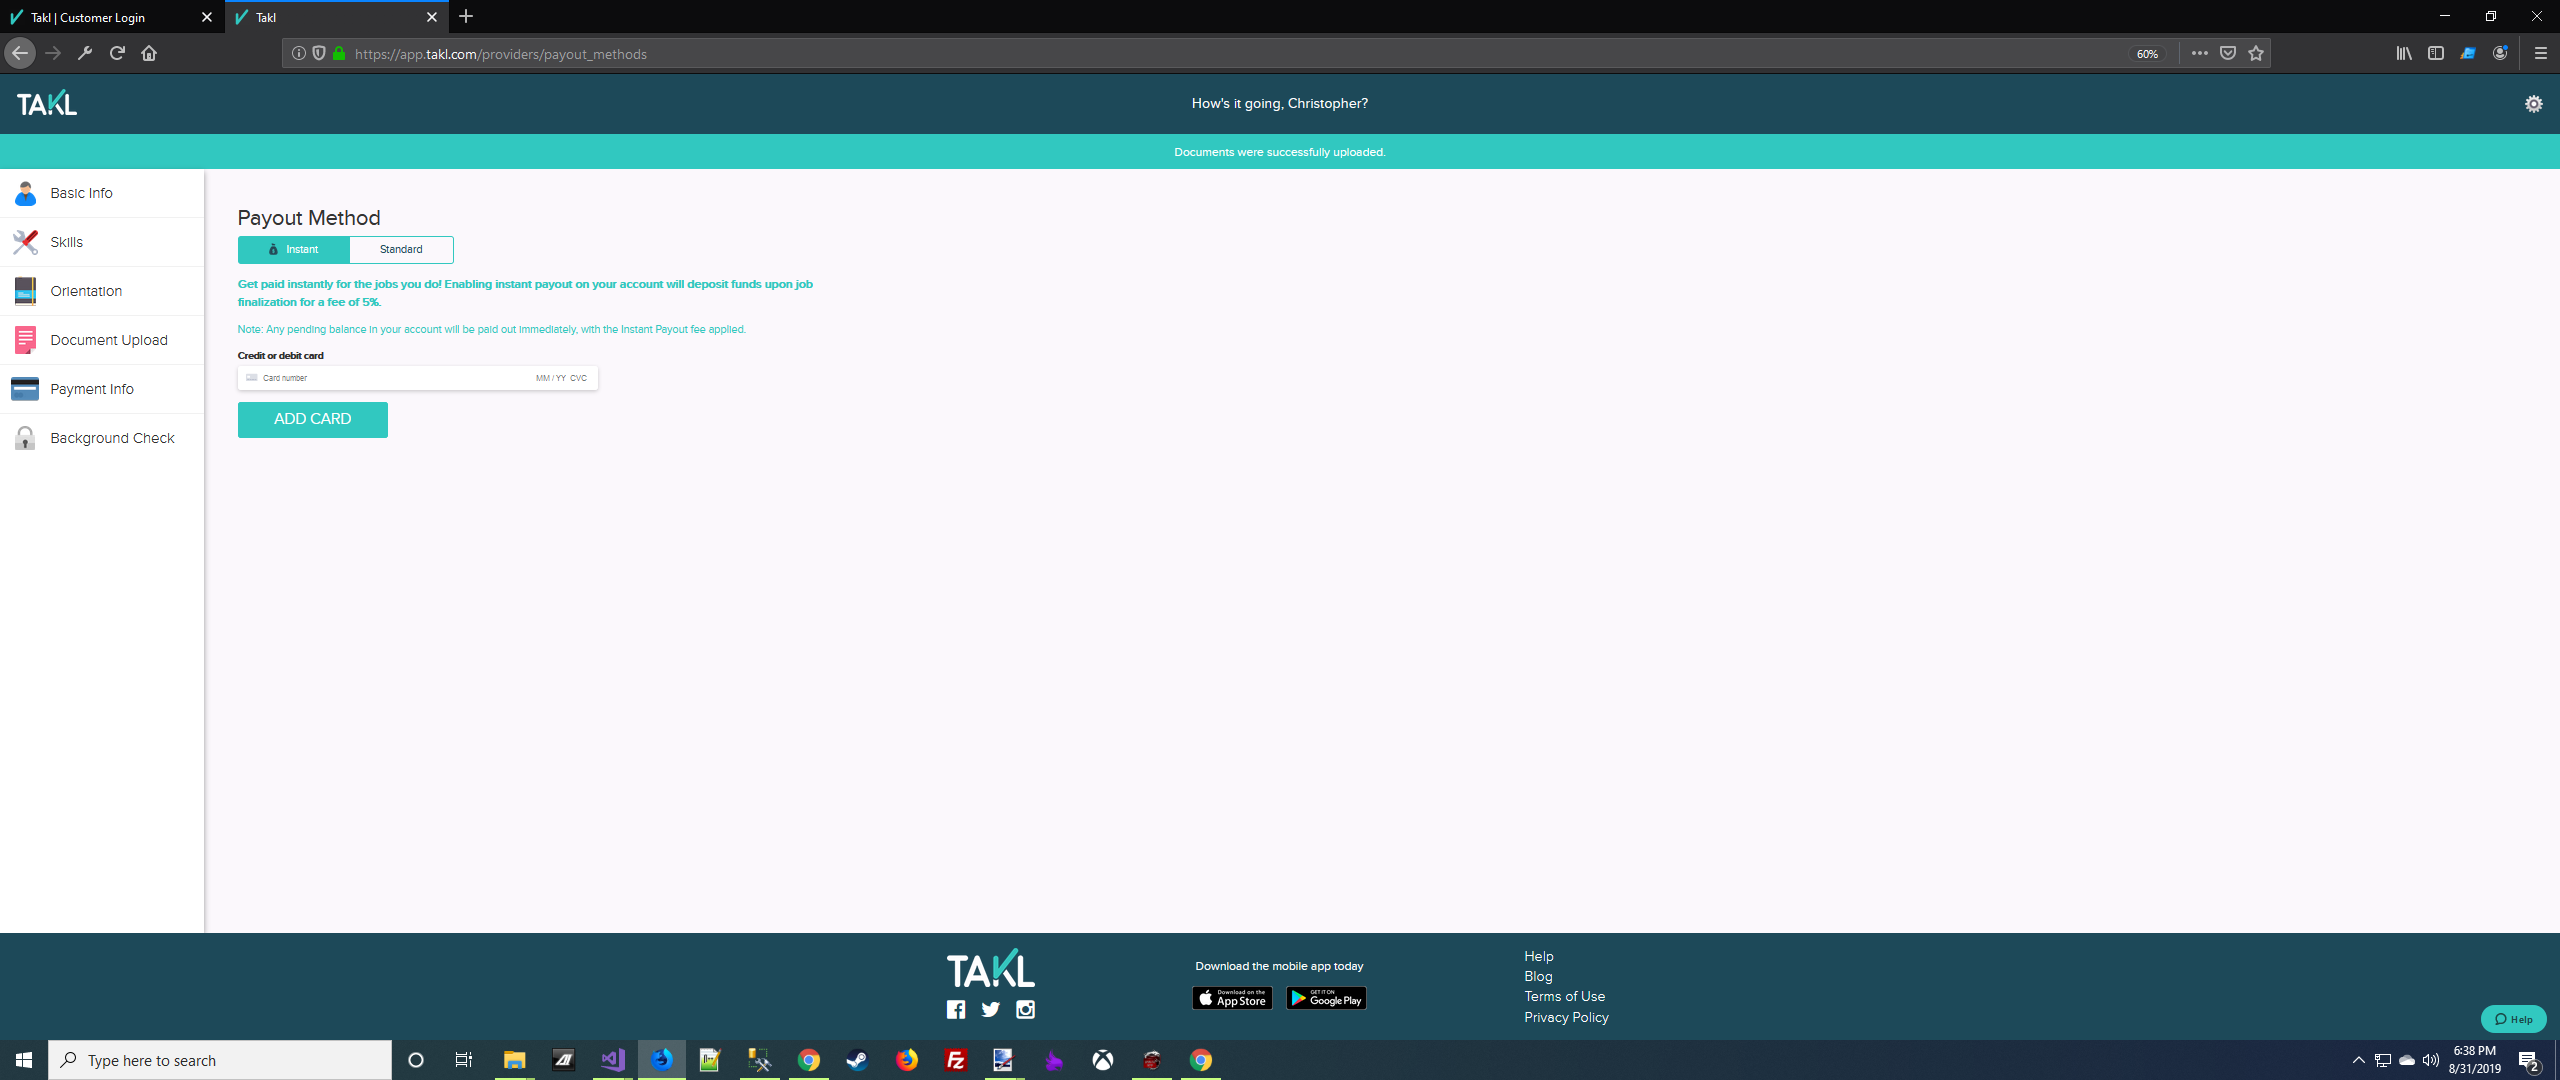 Takl | Customer Login
Takl
https://app.takl.com/providers/payout_methods
60%
TAKL
How's it going, Christopher?
Documents were successfully uploaded.
Basic Info
Skills
Orientation
Document Upload
Payment Info
Background Check
Payout Method
Instant
Standard
Get paid instantly for the jobs you do! Enabling instant payout on your account will deposit funds upon job
finalization for a fee of 5%.
Note: Any pending balance in your account will be paid out immediately, with the Instant Payout fee applied.
Credit or debit card
Card number
MM / YY CVC
ADD CARD
TAKL
Download the mobile app today
Download on the
App Store
GET IT ON
Google Play
Help
Blog
Terms of Use
Privacy Policy
Help
Type here to search
6:38 PM
8/31/2019
2